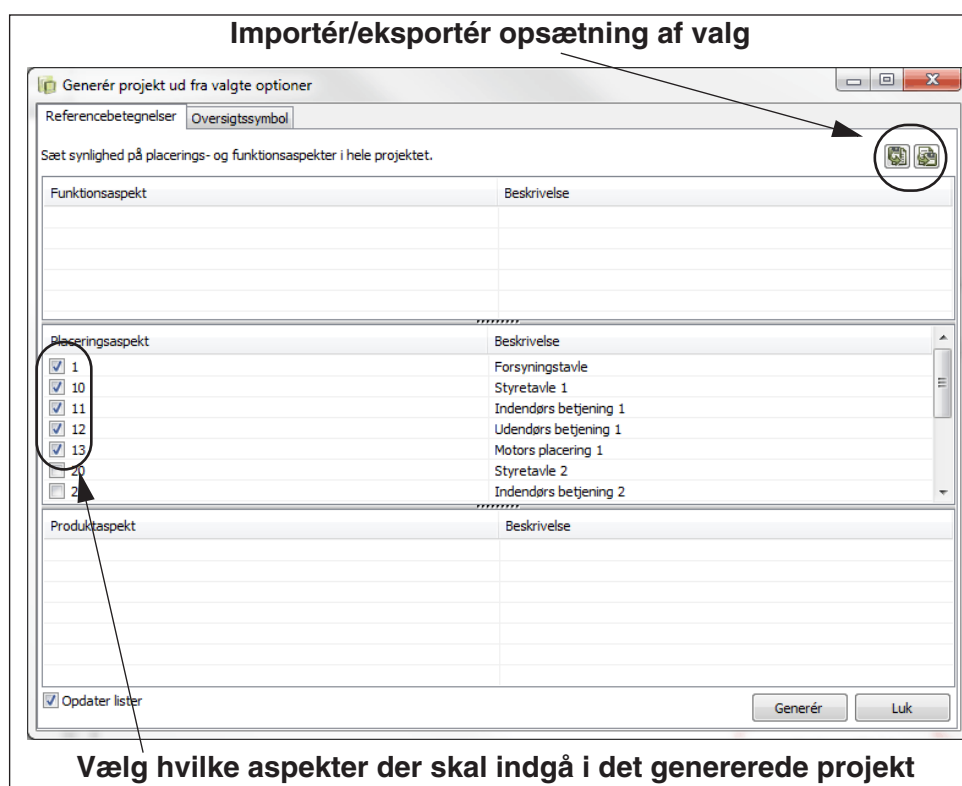 Importér/eksportér opsætning af valg
Generér projekt ud fra valgte optioner
Referencebetegnelser Oversigtssymbol
Sæt synlighed på placerings- og funktionsaspekter i hele projektet.
Funktionsaspekt Beskrivelse
Placeringsaspekt Beskrivelse
1 Forsyningstavle
10 Styretavle 1
11 Indendørs betjening 1
12 Udendørs betjening 1
13 Motors placering 1
20 Styretavle 2
Indendørs betjening 2
Produktaspekt Beskrivelse
Opdater lister
Generér Luk
Vælg hvilke aspekter der skal indgå i det genererede projekt